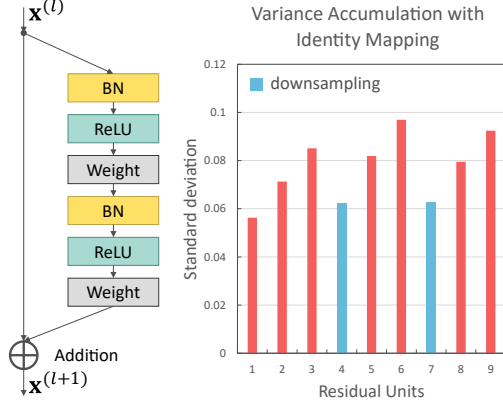 x^(l)
BN
ReLU
Weight
BN
ReLU
Weight
Addition
x^(l+1)
Variance Accumulation with
Identity Mapping
downsampling
Standard deviation
0.12
0.1
0.08
0.06
0.04
0.02
0
1 2 3 4 5 6 7 8 9
Residual Units